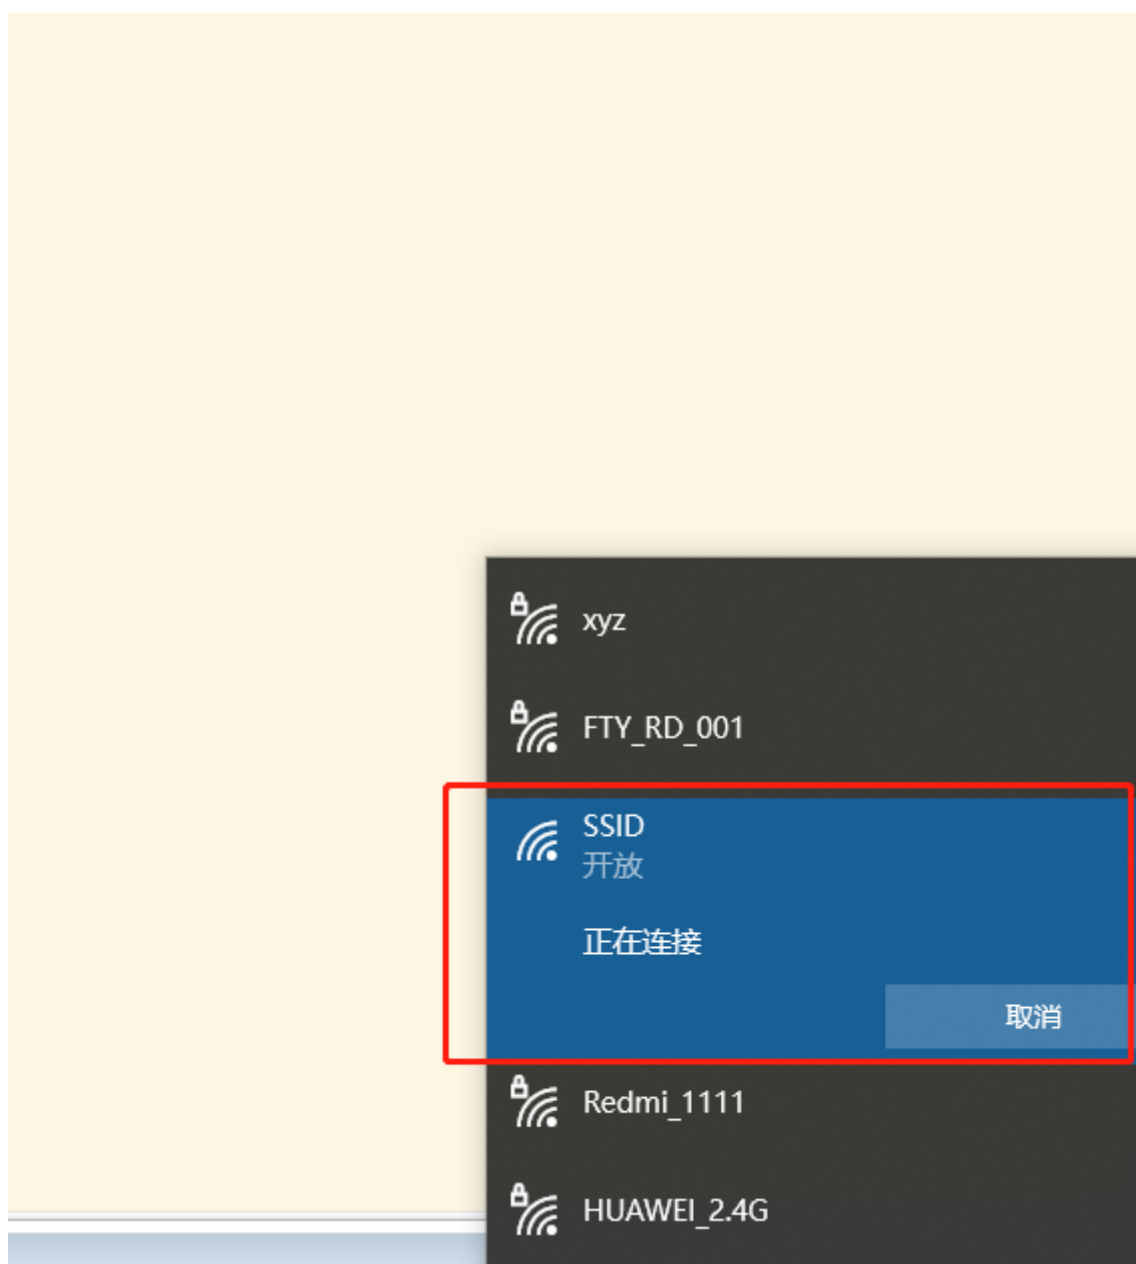 xyz
FTY_RD_001
SSID
开放
正在连接
取消
Redmi_1111
HUAWEI_2.4G